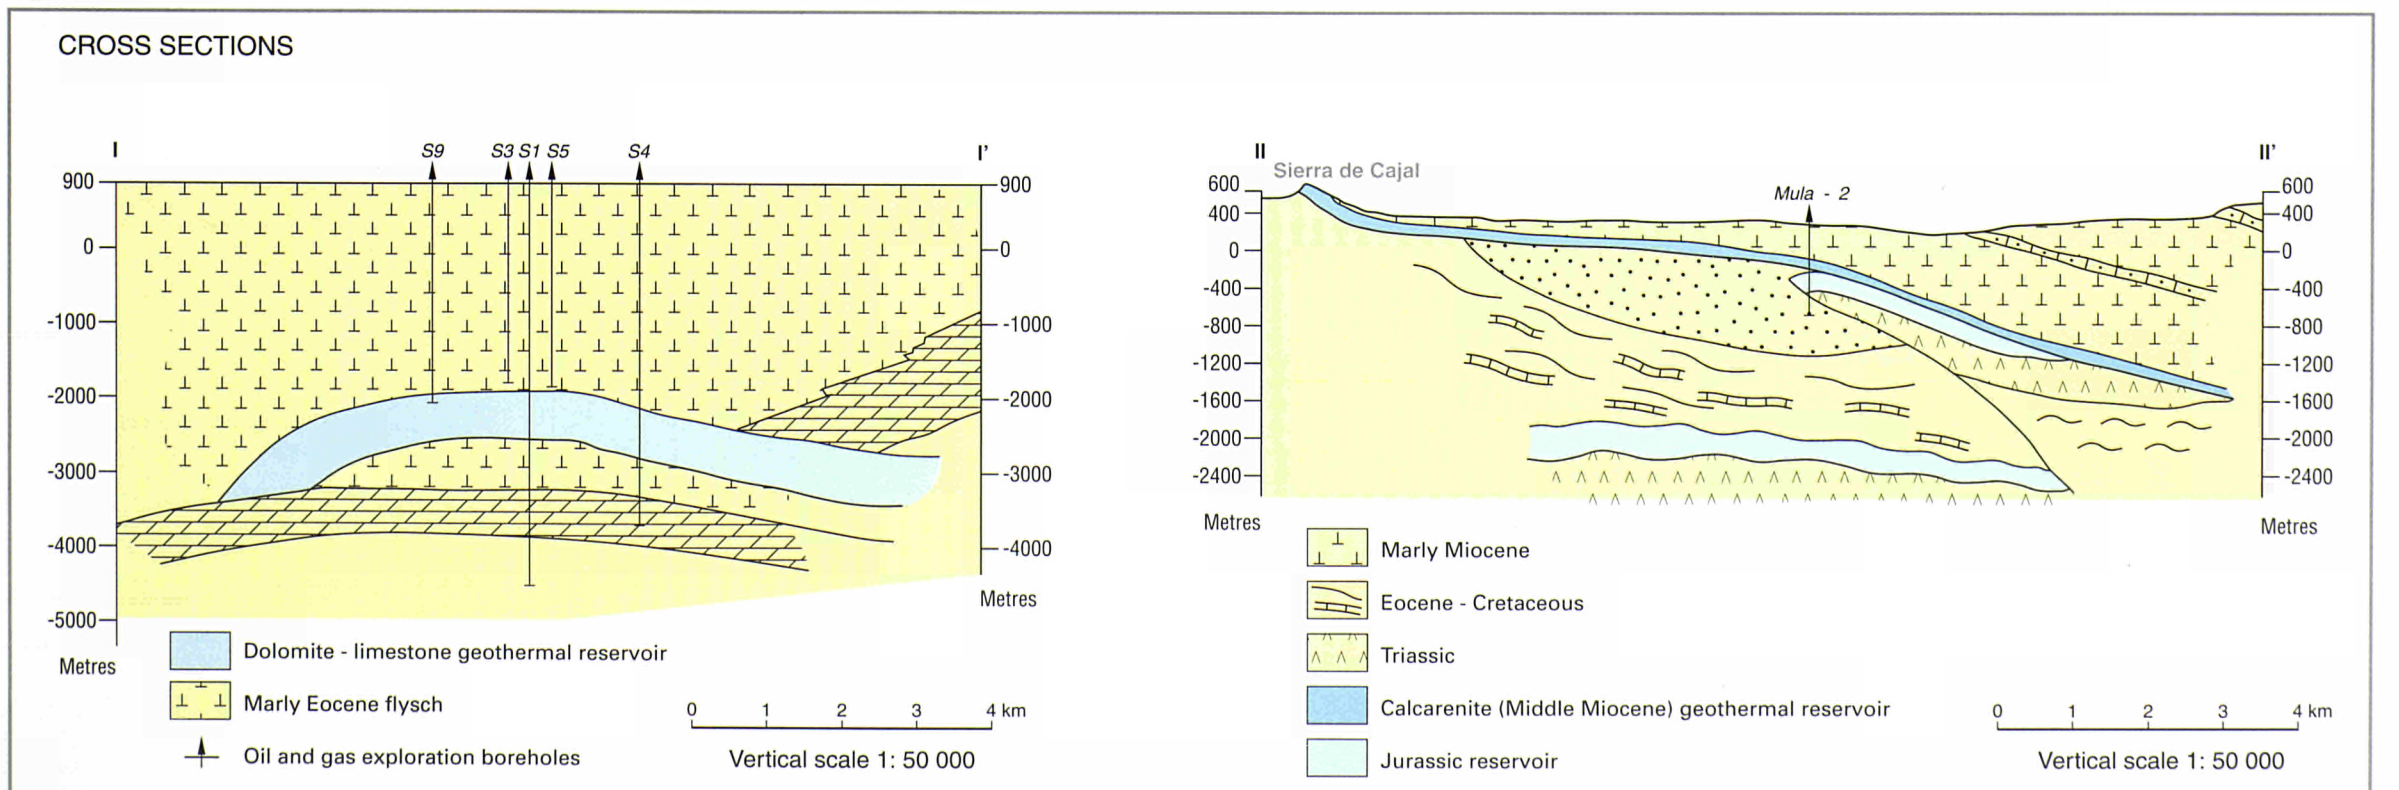 CROSS SECTIONS
I
S9
S3
S1
S5
S4
I'
900
0
-1000
-2000
-3000
-4000
-5000
Metres
900
0
-1000
-2000
-3000
-4000
Metres
Dolomite - limestone geothermal reservoir
Marly Eocene flysch
Oil and gas exploration boreholes
0 1 2 3 4 km
Vertical scale 1: 50 000
II
Sierra de Cajal
Mula - 2
II'
600
400
0
-400
-800
-1200
-1600
-2000
-2400
Metres
600
400
0
-400
-800
-1200
-1600
-2000
-2400
Metres
Marly Miocene
Eocene - Cretaceous
Triassic
Calcarenite (Middle Miocene) geothermal reservoir
Jurassic reservoir
0 1 2 3 4 km
Vertical scale 1: 50 000